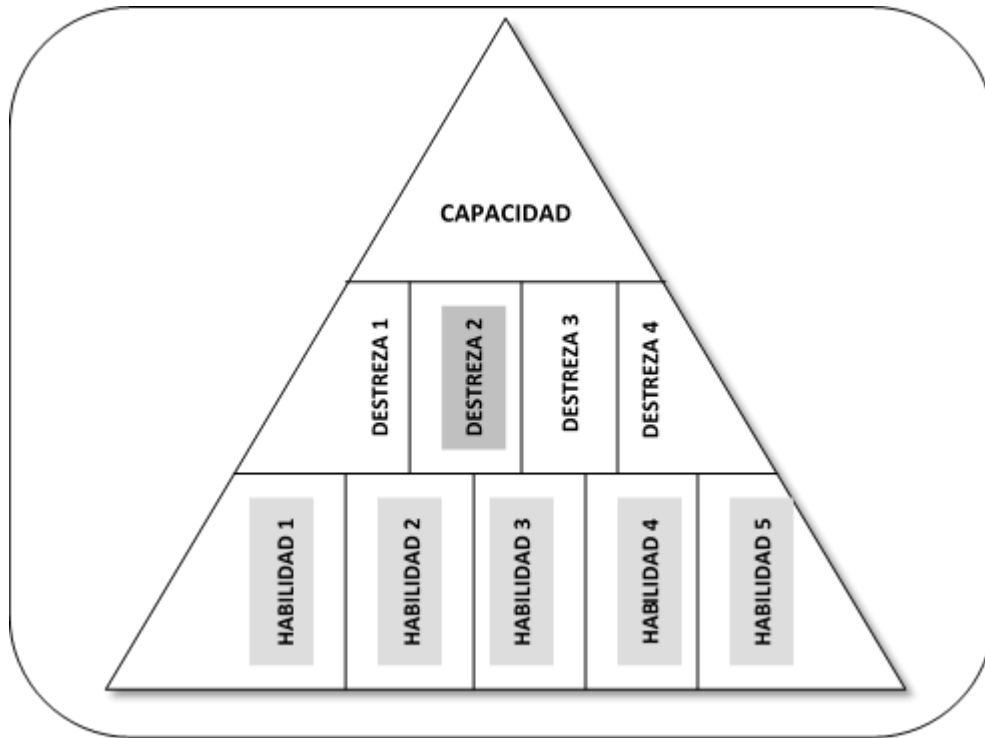 CAPACIDAD
DESTREZA 1
DESTREZA 2
DESTREZA 3
DESTREZA 4
HABILIDAD 1
HABILIDAD 2
HABILIDAD 3
HABILIDAD 4
HABILIDAD 5